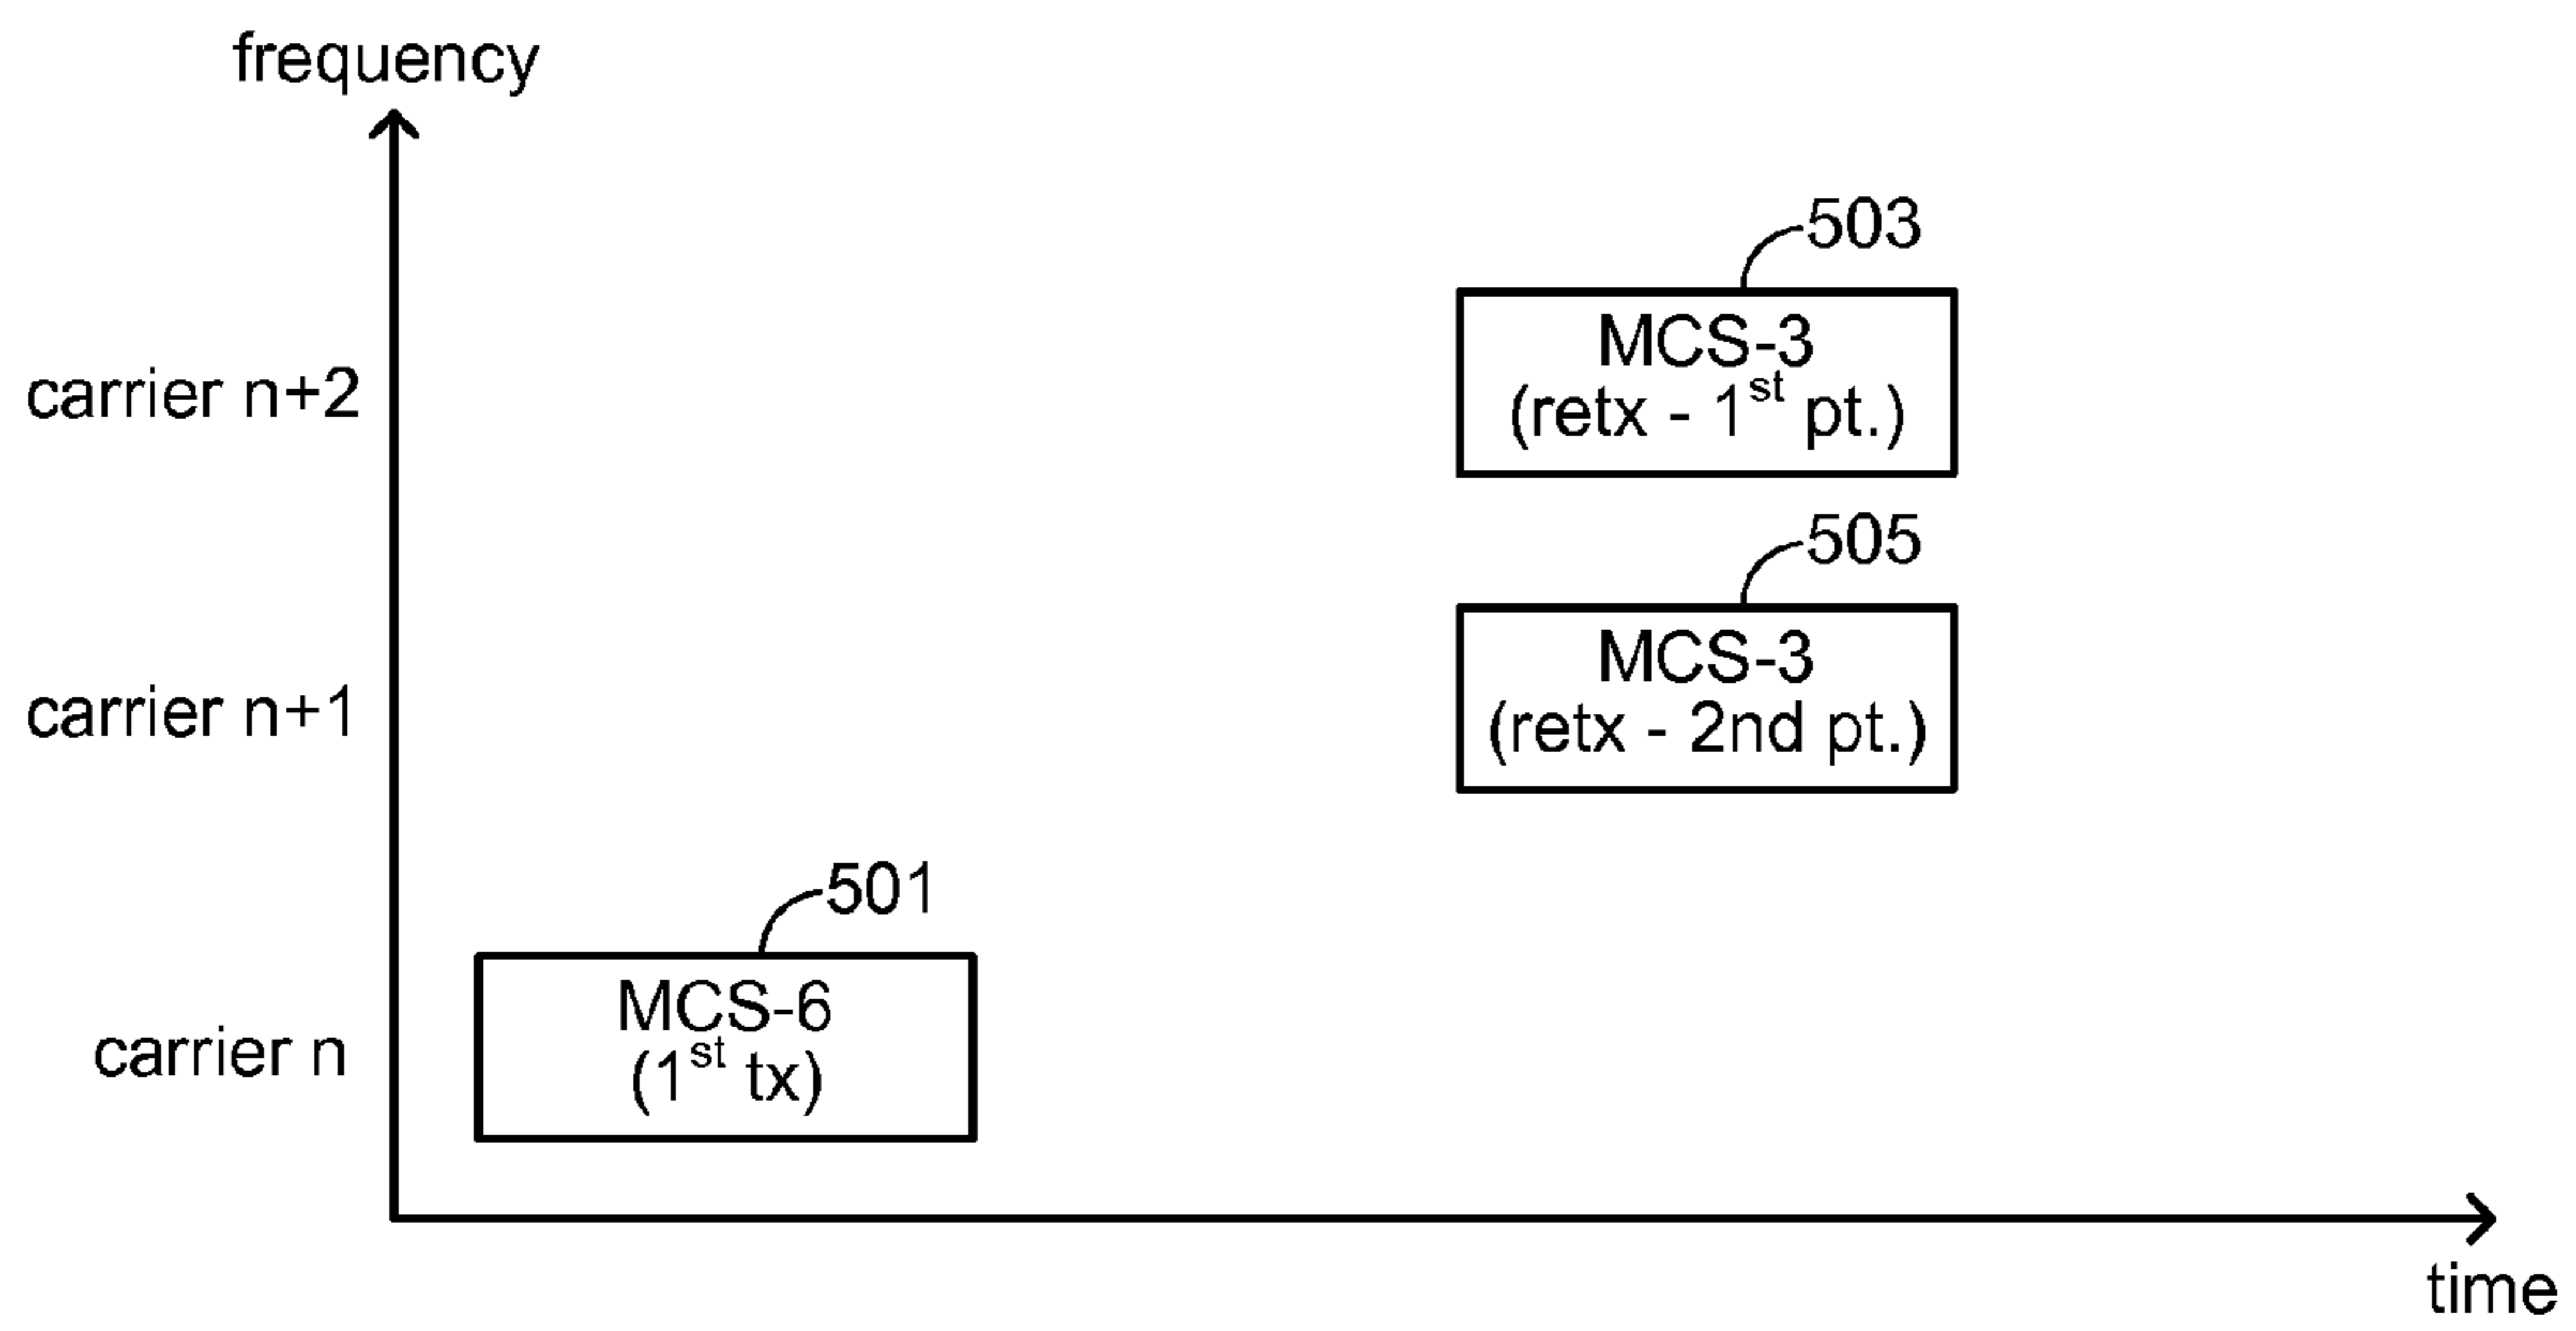 frequency
503
MCS-3
(retx - 1st pt.)
carrier n+2
505
MCS-3
(retx - 2nd pt.)
carrier n+1
501
MCS-6
(1st tx)
carrier n
time